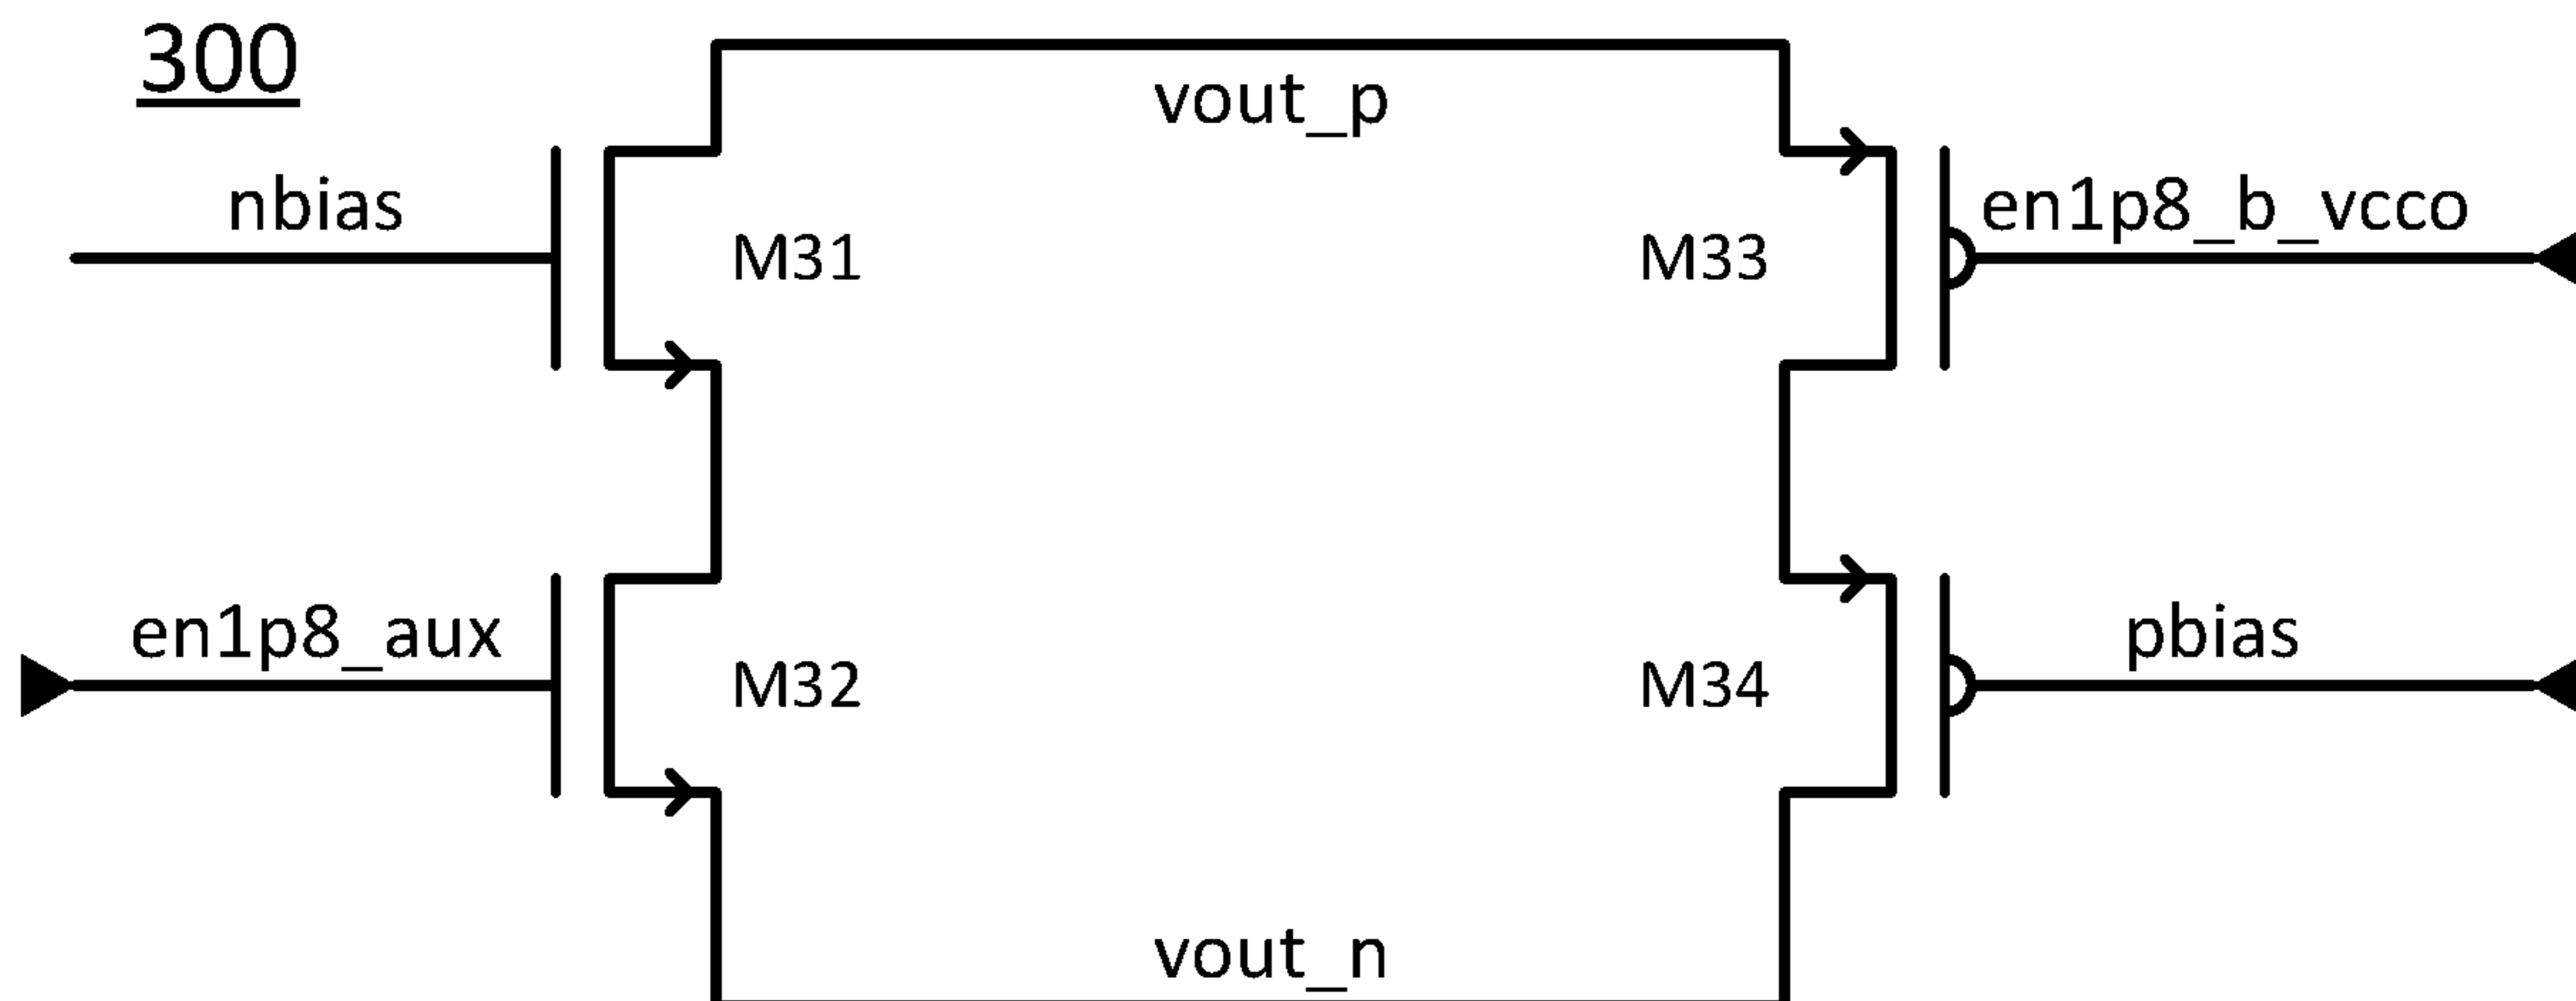 300
vout_p
nbias
en1p8_b_vcco
M31
M33
en1p8_aux
pbias
M32
M34
vout_n